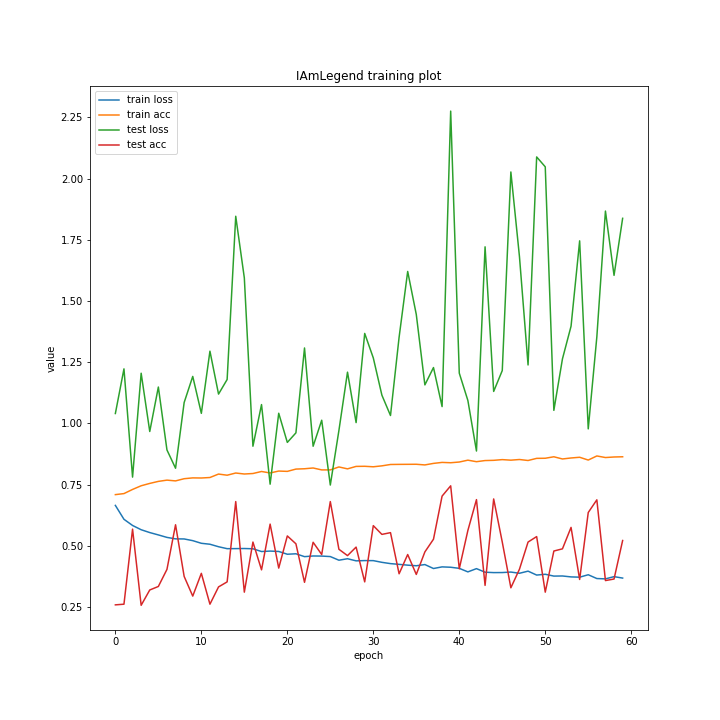 IAmLegend training plot
train loss
train acc
test loss
test acc
2.25
2.00
1.75
1.50
1.25
1.00
0.75
0.50
0.25
value
0 10 20 30 40 50 60
epoch